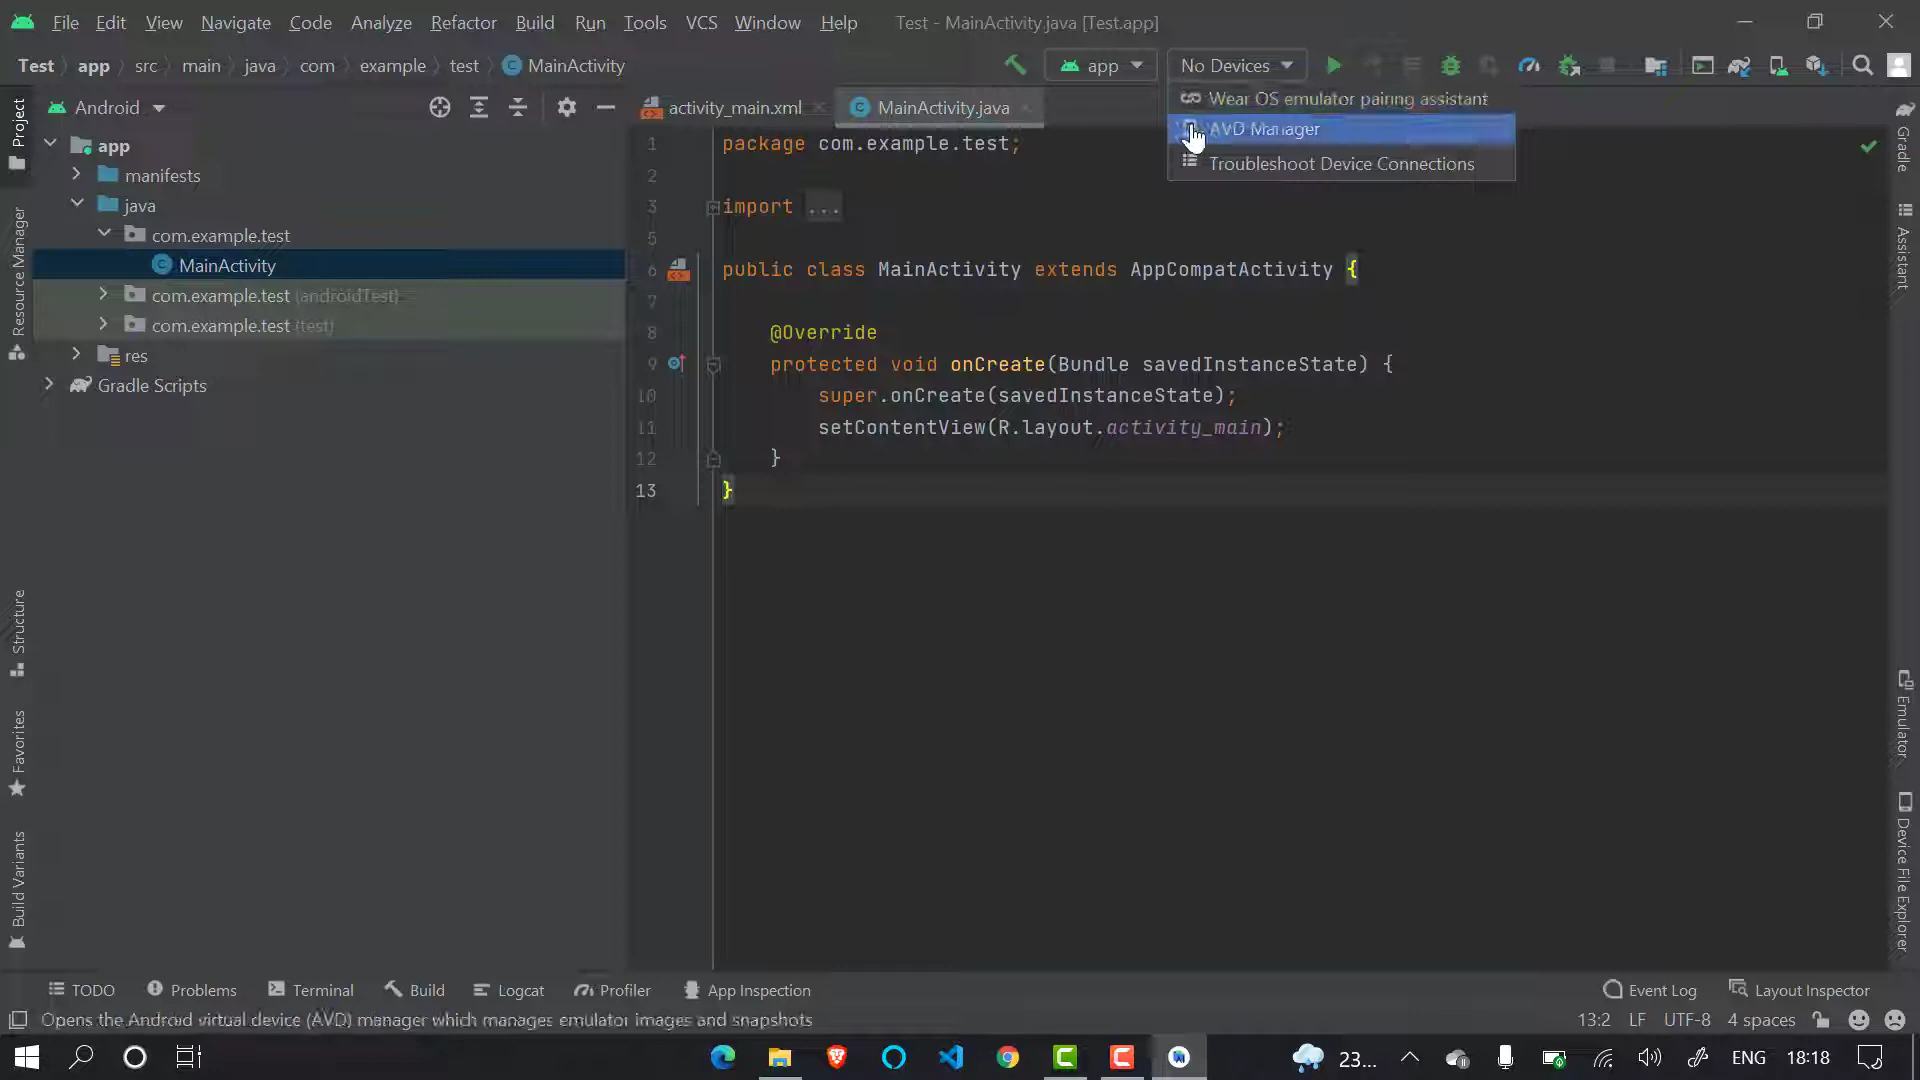 File Edit View Navigate Code Analyze Refactor Build Run Tools VCS Window Help Test - MainActivity.java [Test.app]
Test app src main java com example test MainActivity app No Devices
Wear OS emulator pairing assistant
AVD Manager
Troubleshoot Device Connections
Android
activity_main.xml MainActivity.java
app
manifests
java
com.example.test
MainActivity
com.example.test (androidTest)
com.example.test (test)
res
Gradle Scripts
1 package com.example.test;
2
3 import ...
5
6 public class MainActivity extends AppCompatActivity {
7
8 @Override
9 protected void onCreate(Bundle savedInstanceState) {
10 super.onCreate(savedInstanceState);
11 setContentView(R.layout.activity_main);
12 }
13 }
Project
Resource Manager
Structure
Favorites
Build Variants
Gradle
Assistant
Emulator
Device File Explorer
TODO Problems Terminal Build Logcat Profiler App Inspection Event Log Layout Inspector
Opens the Android virtual device (AVD) manager which manages emulator images and snapshots 13:2 LF UTF-8 4 spaces
23... ENG 18:18